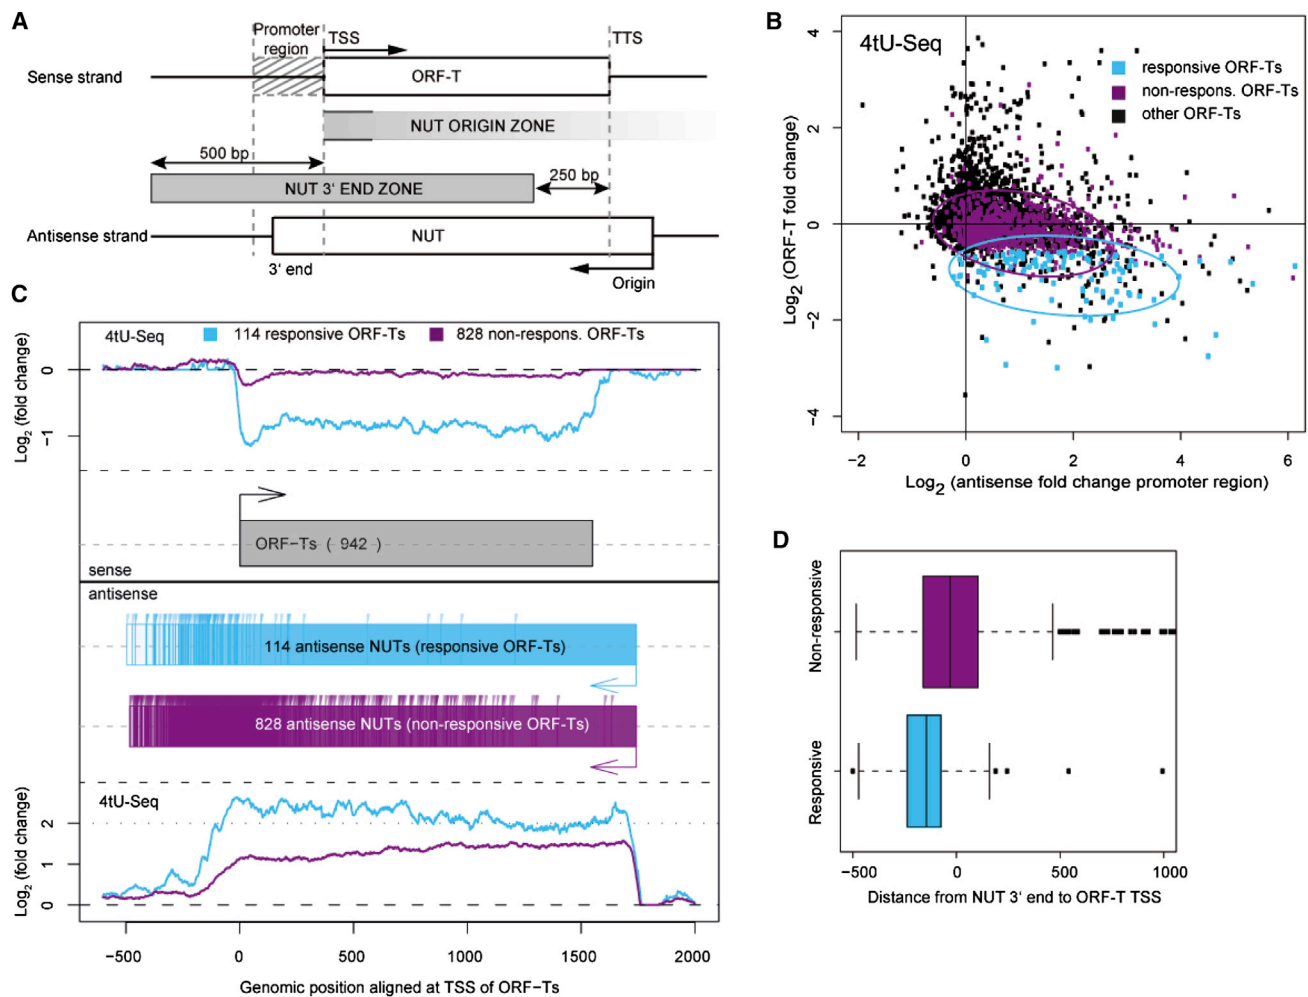 A
Promoter
region
TSS
TTS
Sense strand
ORF-T
NUT ORIGIN ZONE
500 bp
250 bp
NUT 3' END ZONE
Antisense strand
NUT
3' end
Origin
B
4tU-Seq
responsive ORF-Ts
non-respons. ORF-Ts
other ORF-Ts
Log2 (ORF-T fold change)
4
2
0
−2
−4
−2 0 2 4 6
Log2 (antisense fold change promoter region)
C
4tU-Seq 114 responsive ORF-Ts 828 non-respons. ORF-Ts
Log2 (fold change)
0
−1
ORF−Ts ( 942 )
sense
antisense
114 antisense NUTs (responsive ORF-Ts)
828 antisense NUTs (non-responsive ORF-Ts)
4tU-Seq
Log2 (fold change)
2
1
0
−500 0 500 1000 1500 2000
Genomic position aligned at TSS of ORF−Ts
D
Non-responsive
Responsive
−500 0 500 1000
Distance from NUT 3' end to ORF-T TSS